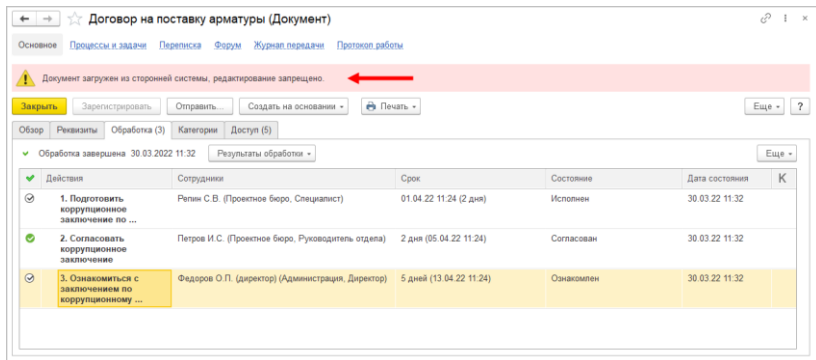 Договор на поставку арматуры (Документ)
Основное Процессы и задачи Переписка Форум Журнал передачи Протокол работы
Документ загружен из сторонней системы, редактирование запрещено.
Закрыть Зарегистрировать Отправить... Создать на основании Печать Еще ?
Обзор Реквизиты Обработка (3) Категории Доступ (5)
Обработка завершена 30.03.2022 11:32 Результаты обработки Еще
Действия Сотрудники Срок Состояние Дата состояния К
1. Подготовить Репин С.В. (Проектное бюро, Специалист) 01.04.22 11:24 (2 дня) Исполнен 30.03.22 11:32
коррупционное
заключение по ...
2. Согласовать Петров И.С. (Проектное бюро, Руководитель отдела) 2 дня (05.04.22 11:24) Согласован 30.03.22 11:32
коррупционное
заключение
3. Ознакомиться с Федоров О.П. (директор) (Администрация, Директор) 5 дней (13.04.22 11:24) Ознакомлен 30.03.22 11:32
заключением по
коррупционному ...